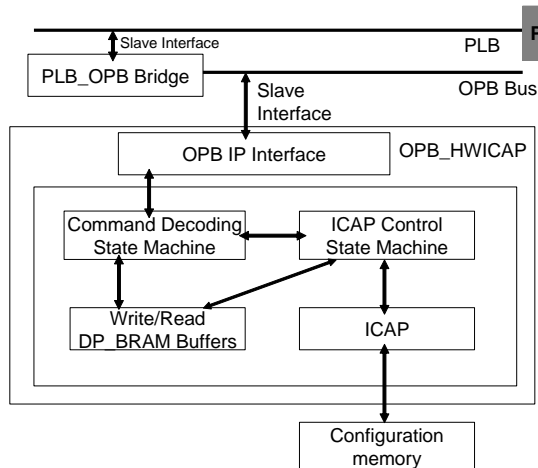 Slave Interface
PLB
P
PLB_OPB Bridge
OPB Bus
Slave
Interface
OPB IP Interface
OPB_HWICAP
Command Decoding
State Machine
ICAP Control
State Machine
Write/Read
DP_BRAM Buffers
ICAP
Configuration
memory